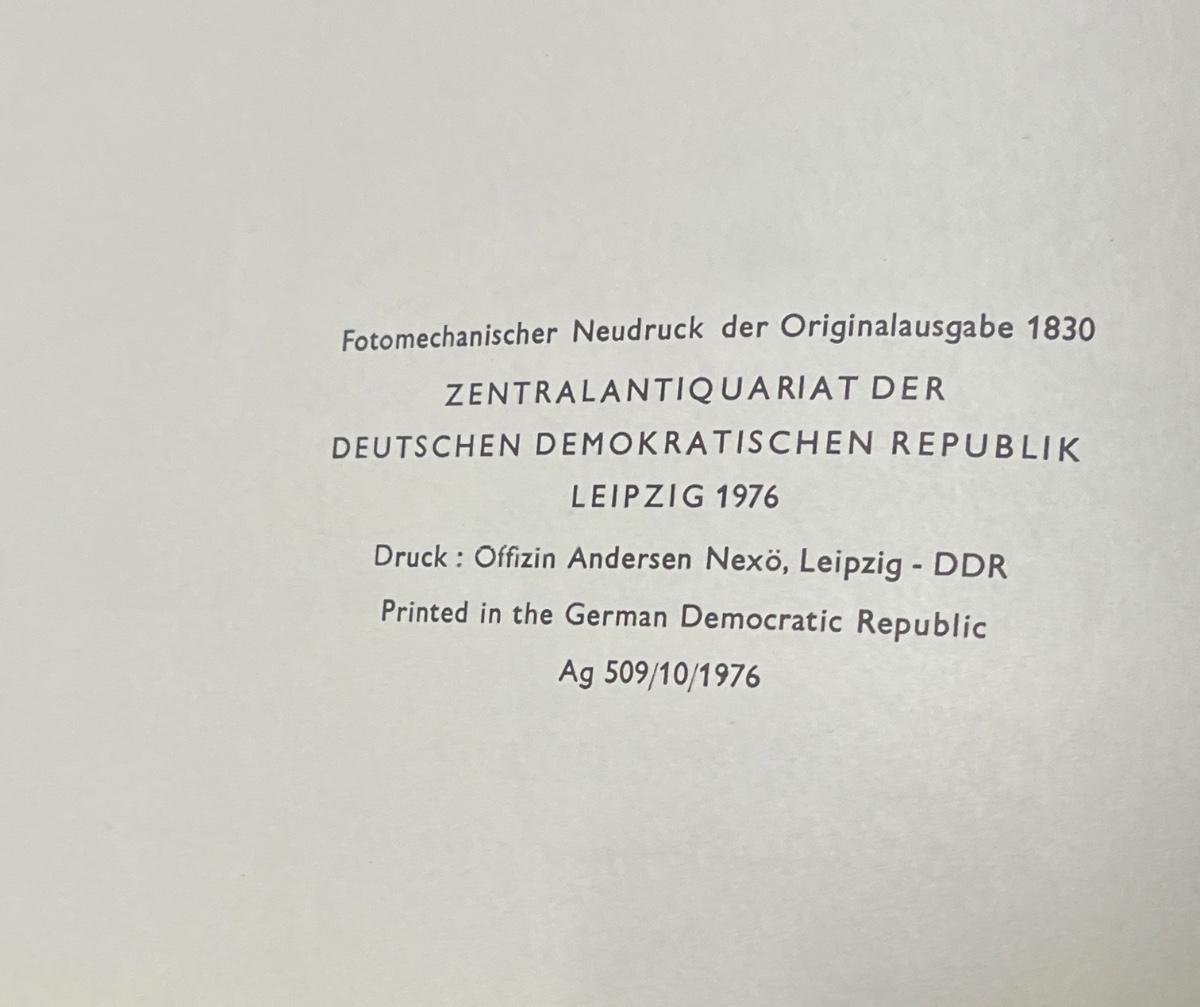 Fotomechanischer Neudruck der Originalausgabe 1830
ZENTRALANTIQUARIAT DER
DEUTSCHEN DEMOKRATISCHEN REPUBLIK
LEIPZIG 1976
Druck : Offizin Andersen Nexö, Leipzig - DDR
Printed in the German Democratic Republic
Ag 509/10/1976